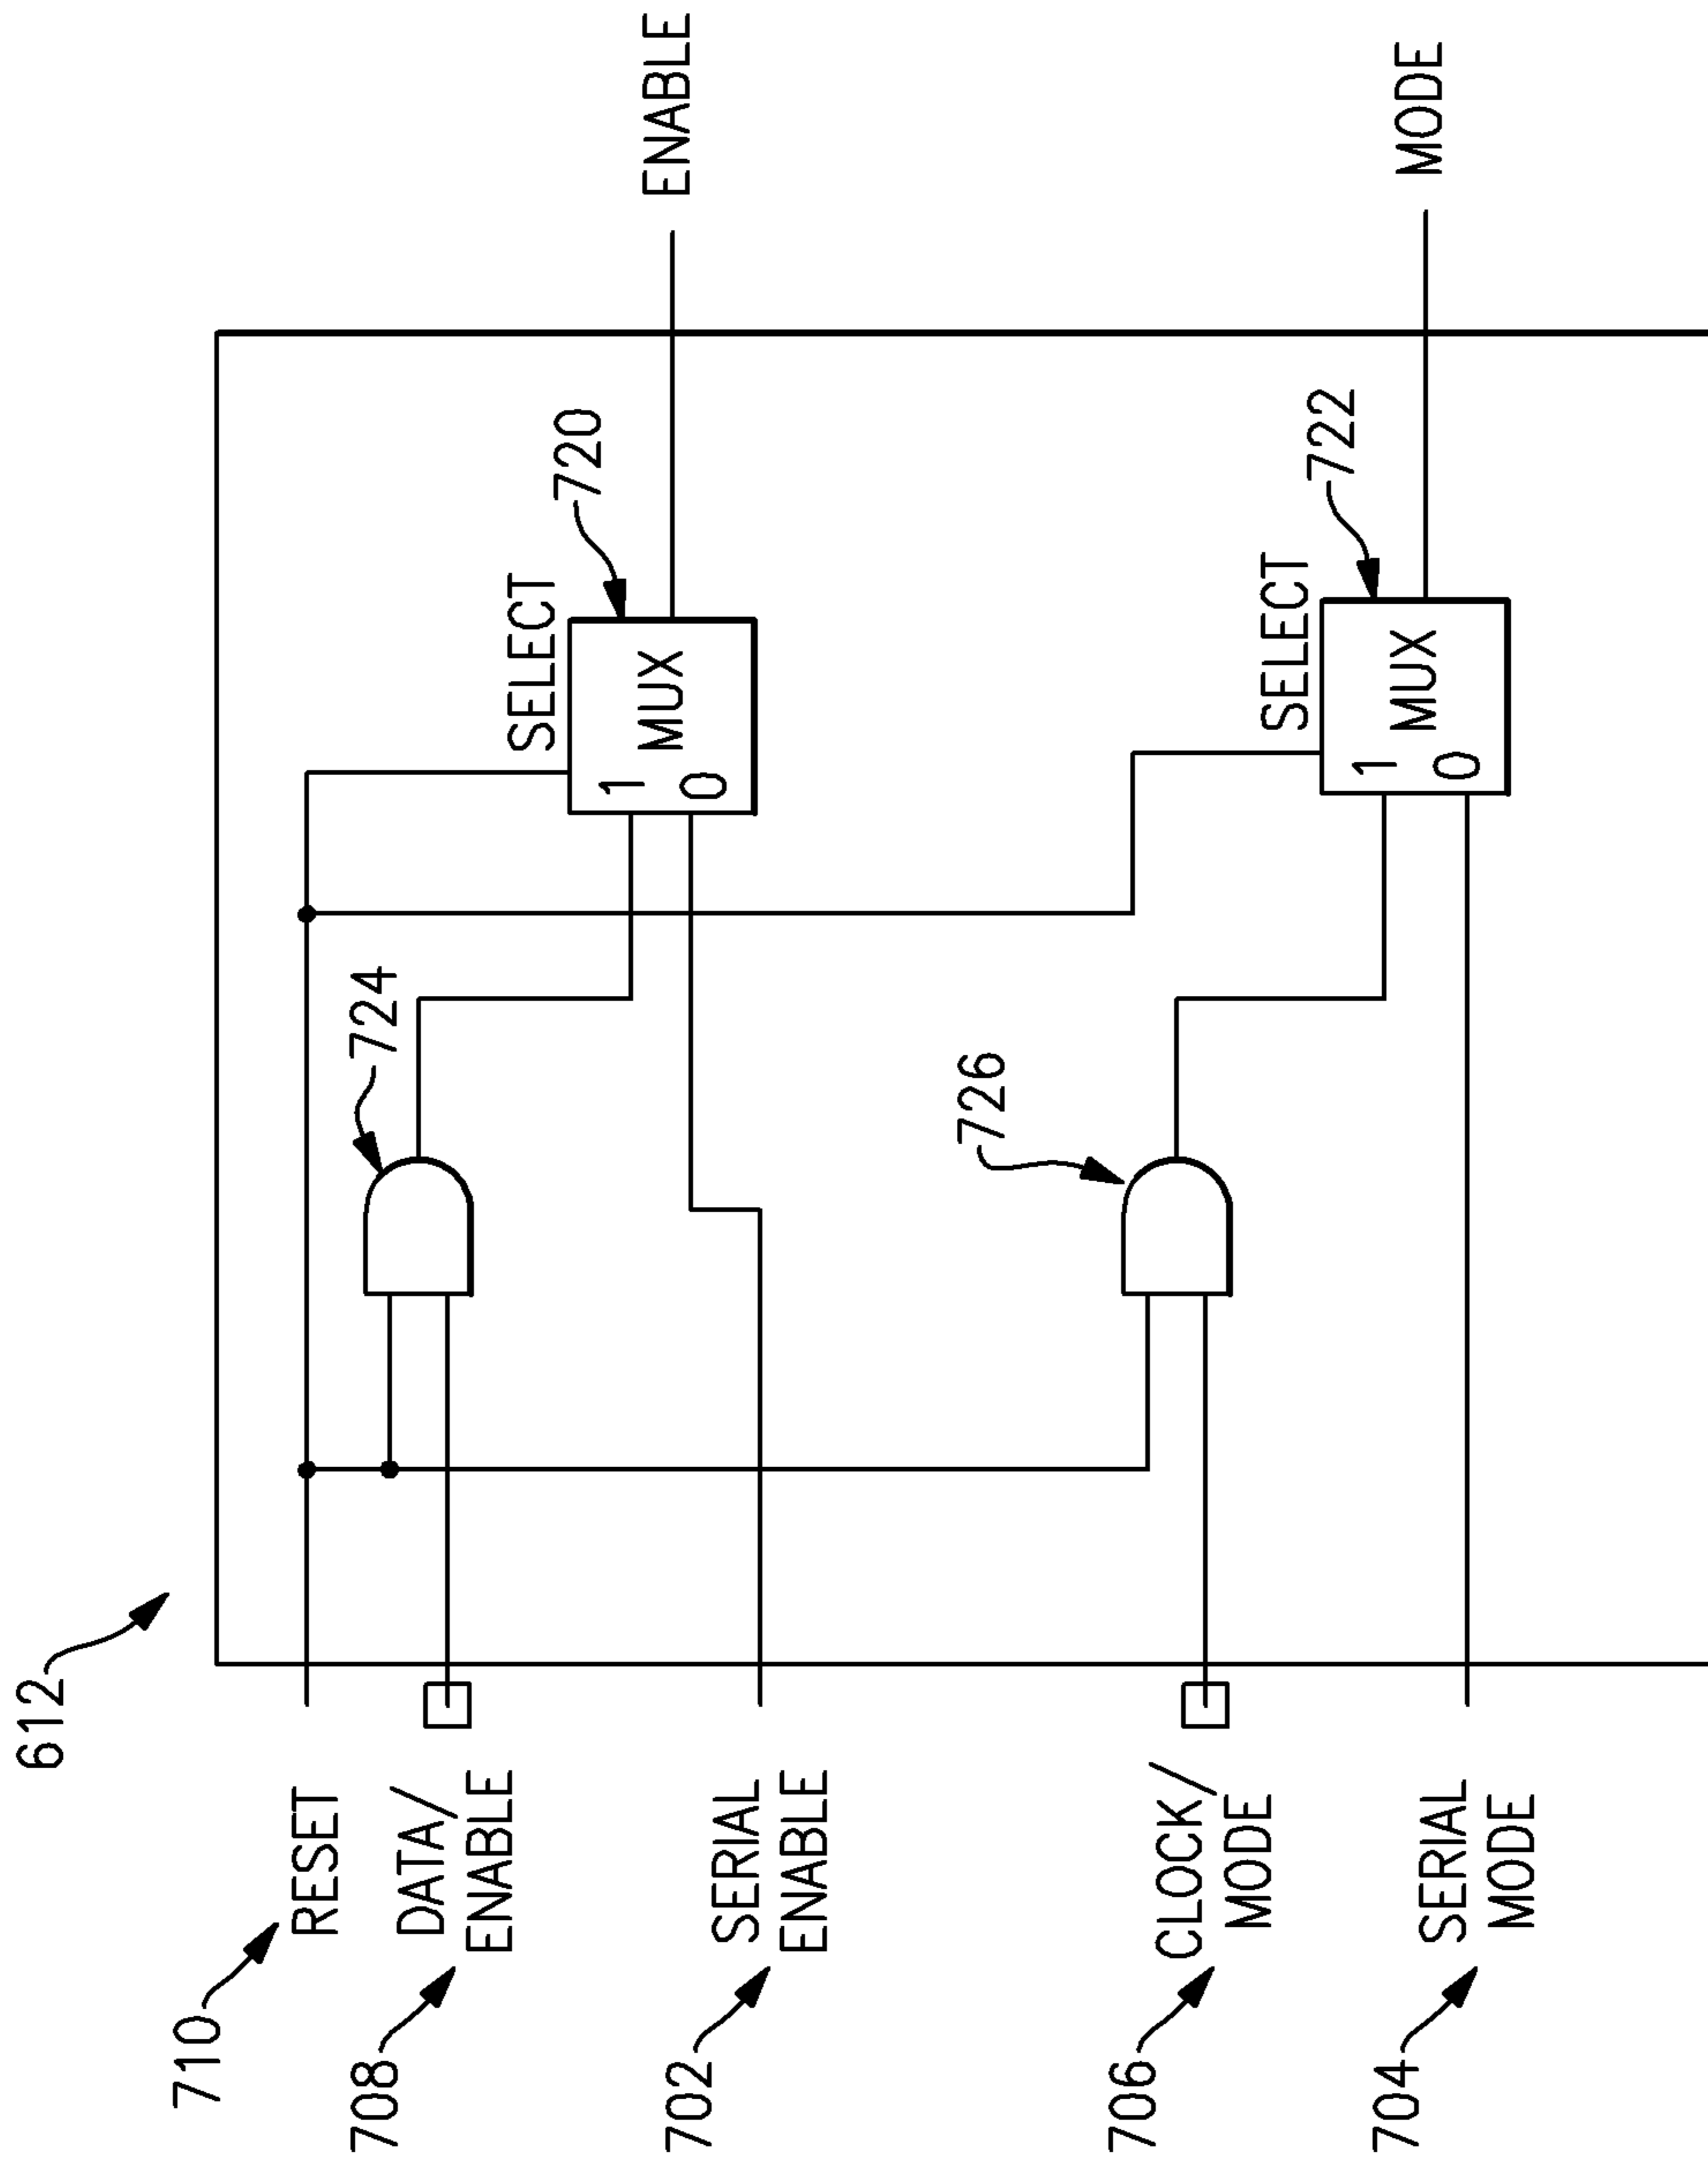 612
710
RESET
708
DATA/
ENABLE
702
SERIAL
ENABLE
706
CLOCK/
MODE
704
SERIAL
MODE
724
726
SELECT
720
1
MUX
0
SELECT
722
1
MUX
0
ENABLE
MODE